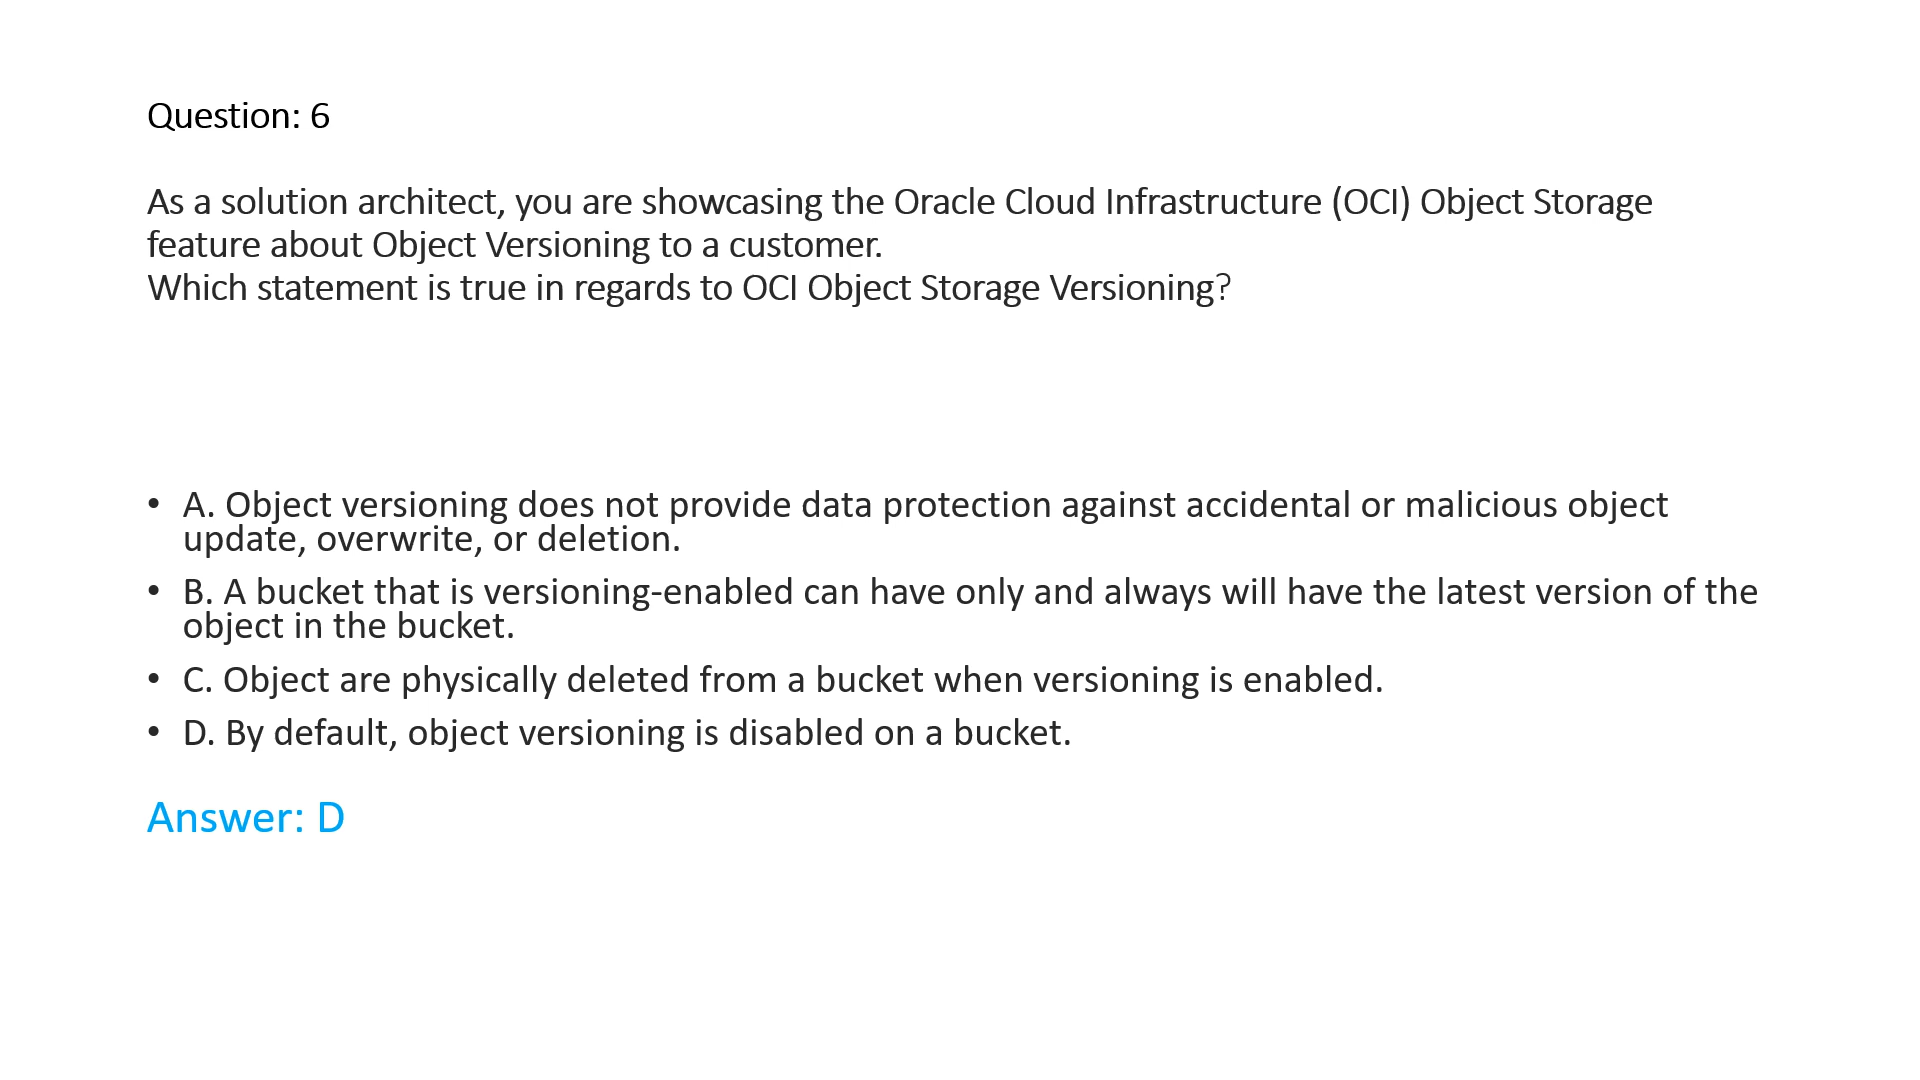 Question: 6
As a solution architect, you are showcasing the Oracle Cloud Infrastructure (OCI) Object Storage
feature about Object Versioning to a customer.
Which statement is true in regards to OCI Object Storage Versioning?
• A. Object versioning does not provide data protection against accidental or malicious object
update, overwrite, or deletion.
• B. A bucket that is versioning-enabled can have only and always will have the latest version of the
object in the bucket.
• C. Object are physically deleted from a bucket when versioning is enabled.
• D. By default, object versioning is disabled on a bucket.
Answer: D